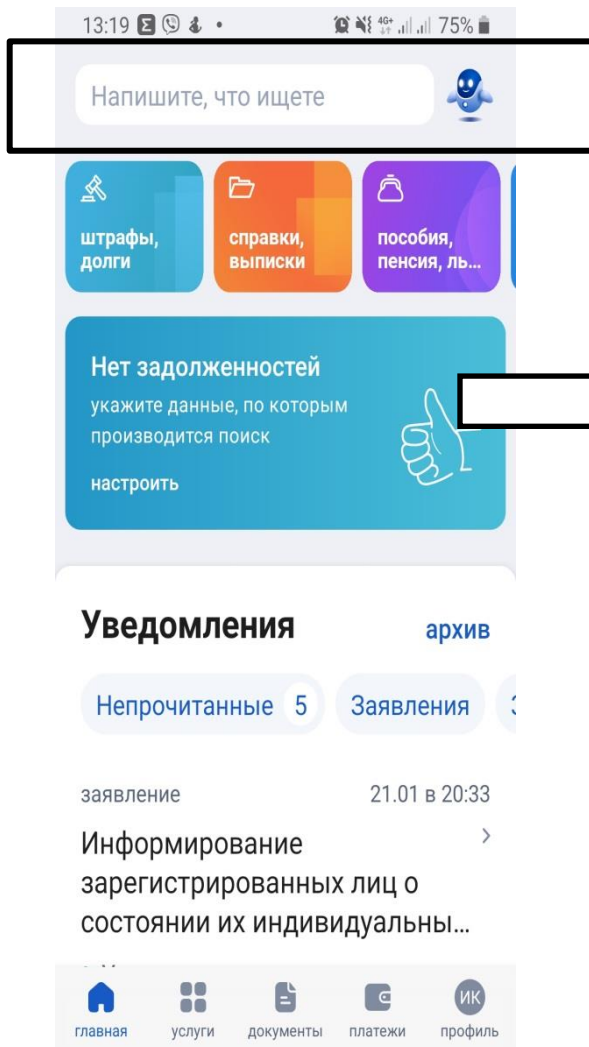 13:19
4G+ 75%
Напишите, что ищете
штрафы,
долги
справки,
выписки
пособия,
пенсия, ль...
Нет задолженностей
укажите данные, по которым
производится поиск
настроить
Уведомления архив
Непрочитанные 5 Заявления
заявление 21.01 в 20:33
Информирование
зарегистрированных лиц о
состоянии их индивидуальны...
главная услуги документы платежи ИК профиль